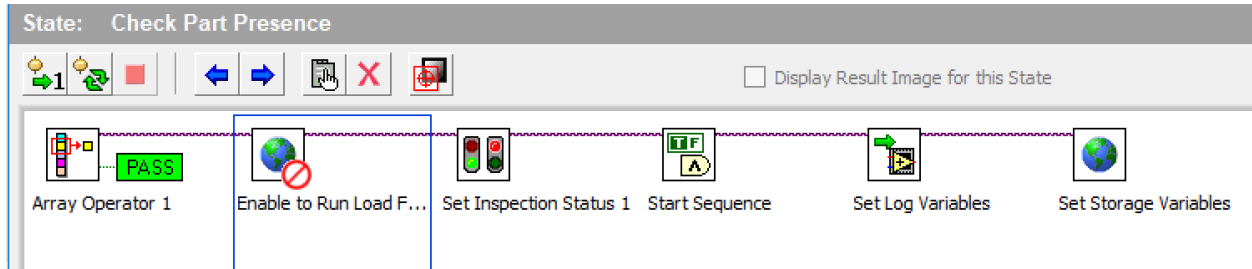 State: Check Part Presence
1
Display Result Image for this State
PASS
T F
Array Operator 1 Enable to Run Load F... Set Inspection Status 1 Start Sequence Set Log Variables Set Storage Variables